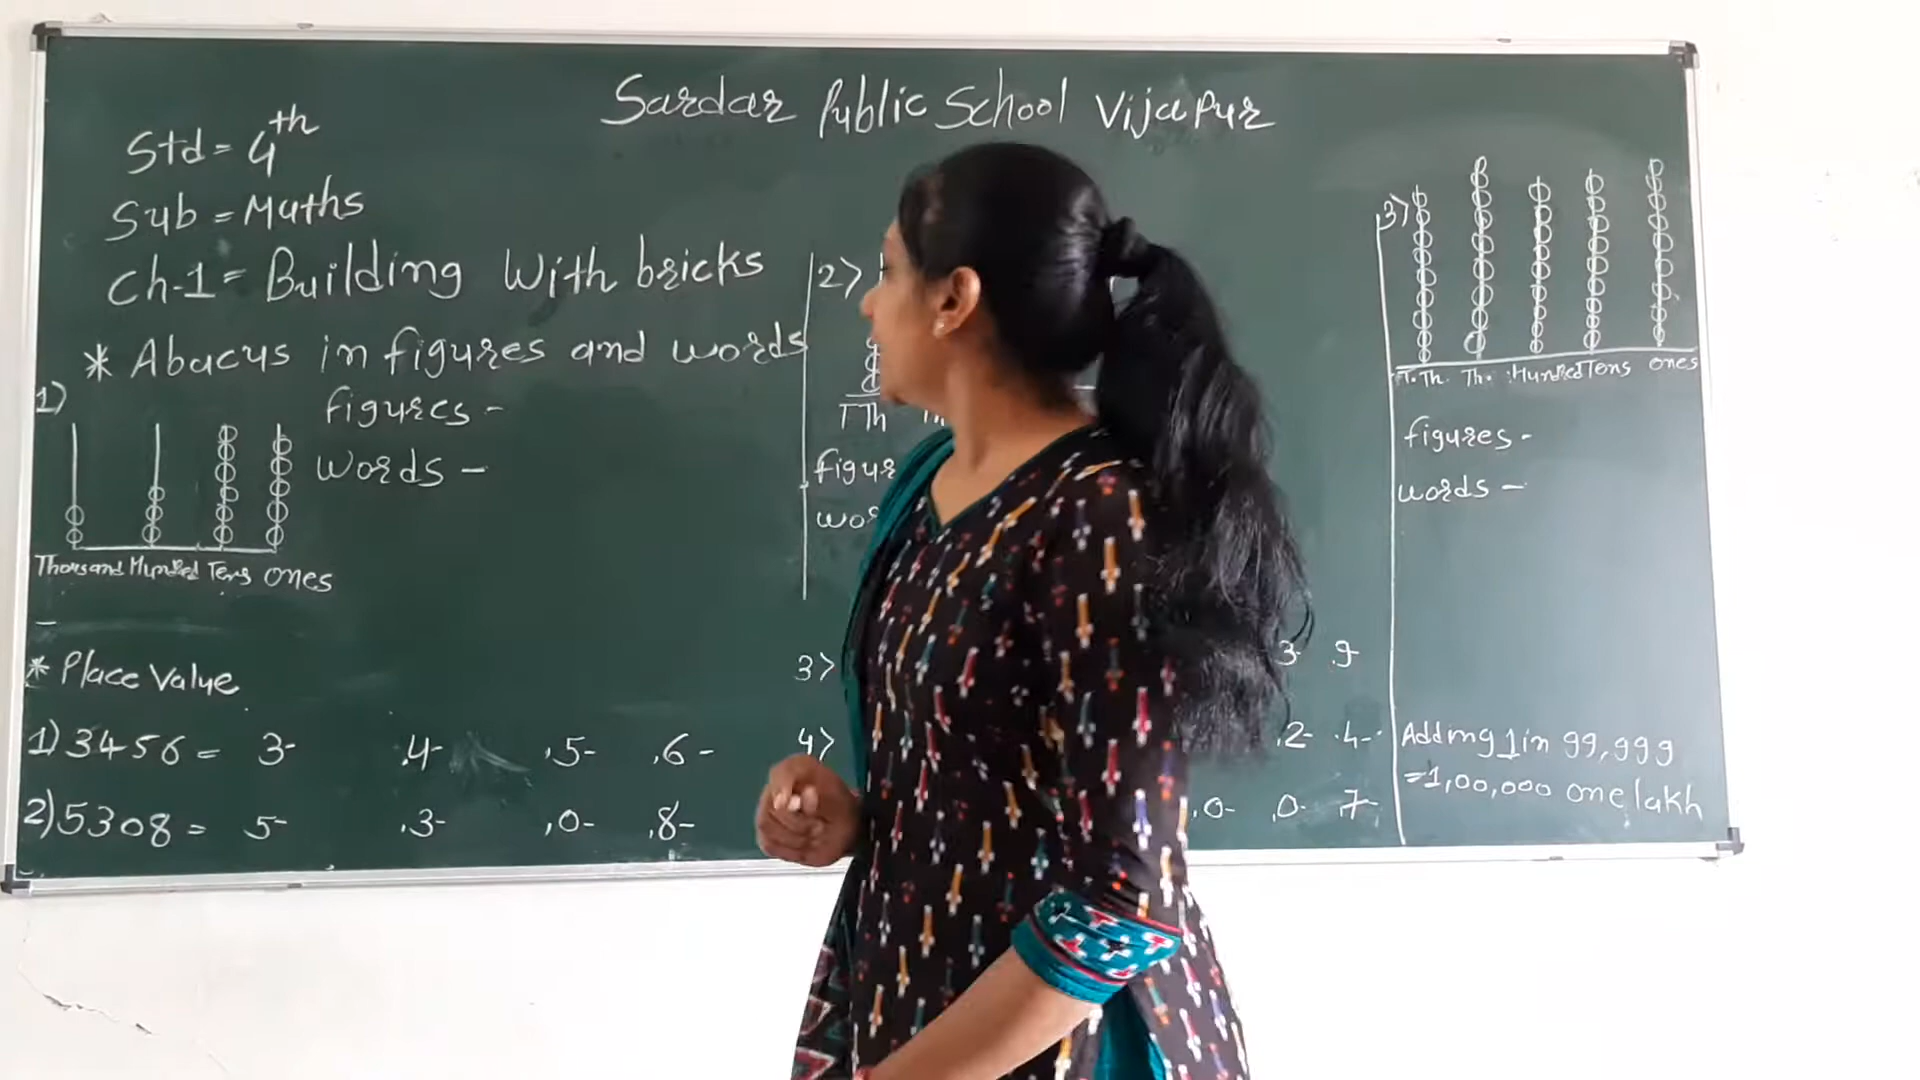 Sardar Public School Vijapur
Std = 4th
Sub = Maths
Ch-1 = Building With bricks
* Abacus in figures and words
1)
figures -
words -
Thousand Hundred Tens ones
* Place Value
1) 3456 = 3- ,4- ,5- ,6-
2) 5308 = 5- ,3- ,0- ,8-
2)
T Th
figur
wor
3) 3- ,9-
4) ,2- ,4-
,0- ,0- 7-
3)
T.Th. Th. Hundred Tens ones
figures -
words -
Adding 1 in 99,999
=1,00,000 one lakh